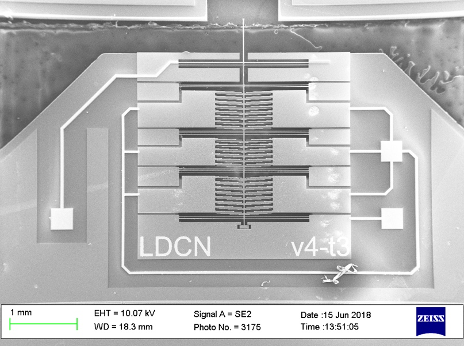 LDCN v4-t3
1 mm
EHT = 10.07 kV
WD = 18.3 mm
Signal A = SE2
Photo No. = 3175
Date :15 Jun 2018
Time :13:51:05
ZEISS